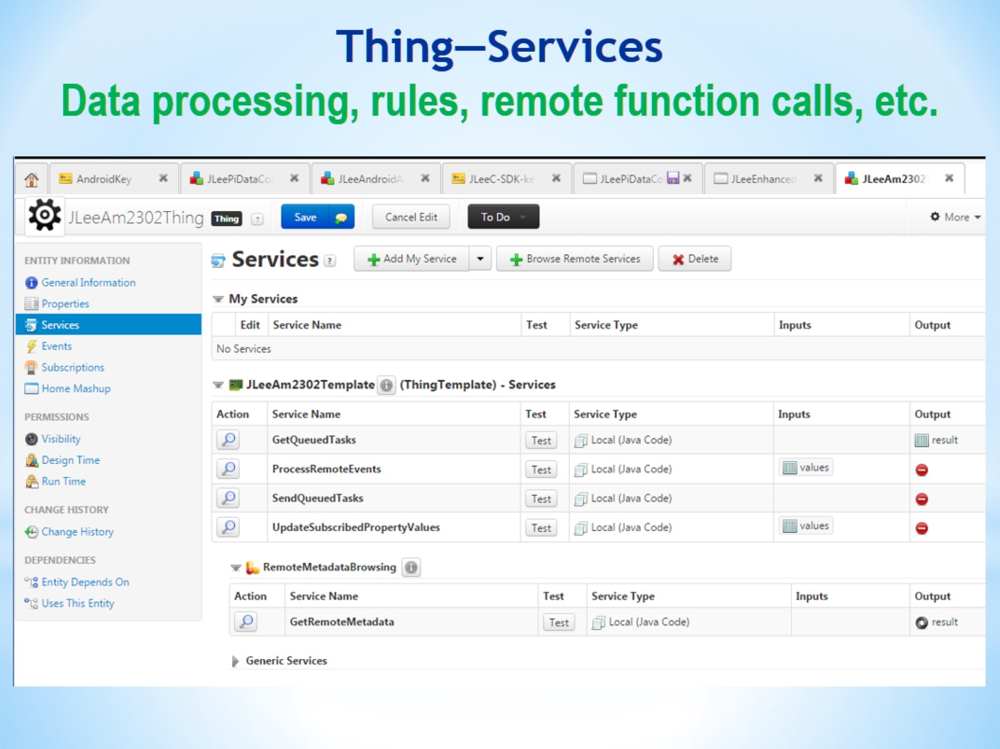 Thing—Services
Data processing, rules, remote function calls, etc.
AndroidKey JLeePiDataCo JLeeAndroidA JLeeC-SDK-ke JLeePiDataCo JLeeEnhanced JLeeAm2302
JLeeAm2302Thing Thing ? Save Cancel Edit To Do More
ENTITY INFORMATION
General Information
Properties
Services
Events
Subscriptions
Home Mashup
PERMISSIONS
Visibility
Design Time
Run Time
CHANGE HISTORY
Change History
DEPENDENCIES
Entity Depends On
Uses This Entity
Services ? Add My Service Browse Remote Services Delete
My Services
Edit Service Name Test Service Type Inputs Output
No Services
JLeeAm2302Template (ThingTemplate) - Services
Action Service Name Test Service Type Inputs Output
GetQueuedTasks Test Local (Java Code) result
ProcessRemoteEvents Test Local (Java Code) values
SendQueuedTasks Test Local (Java Code)
UpdateSubscribedPropertyValues Test Local (Java Code) values
RemoteMetadataBrowsing
Action Service Name Test Service Type Inputs Output
GetRemoteMetadata Test Local (Java Code) result
Generic Services